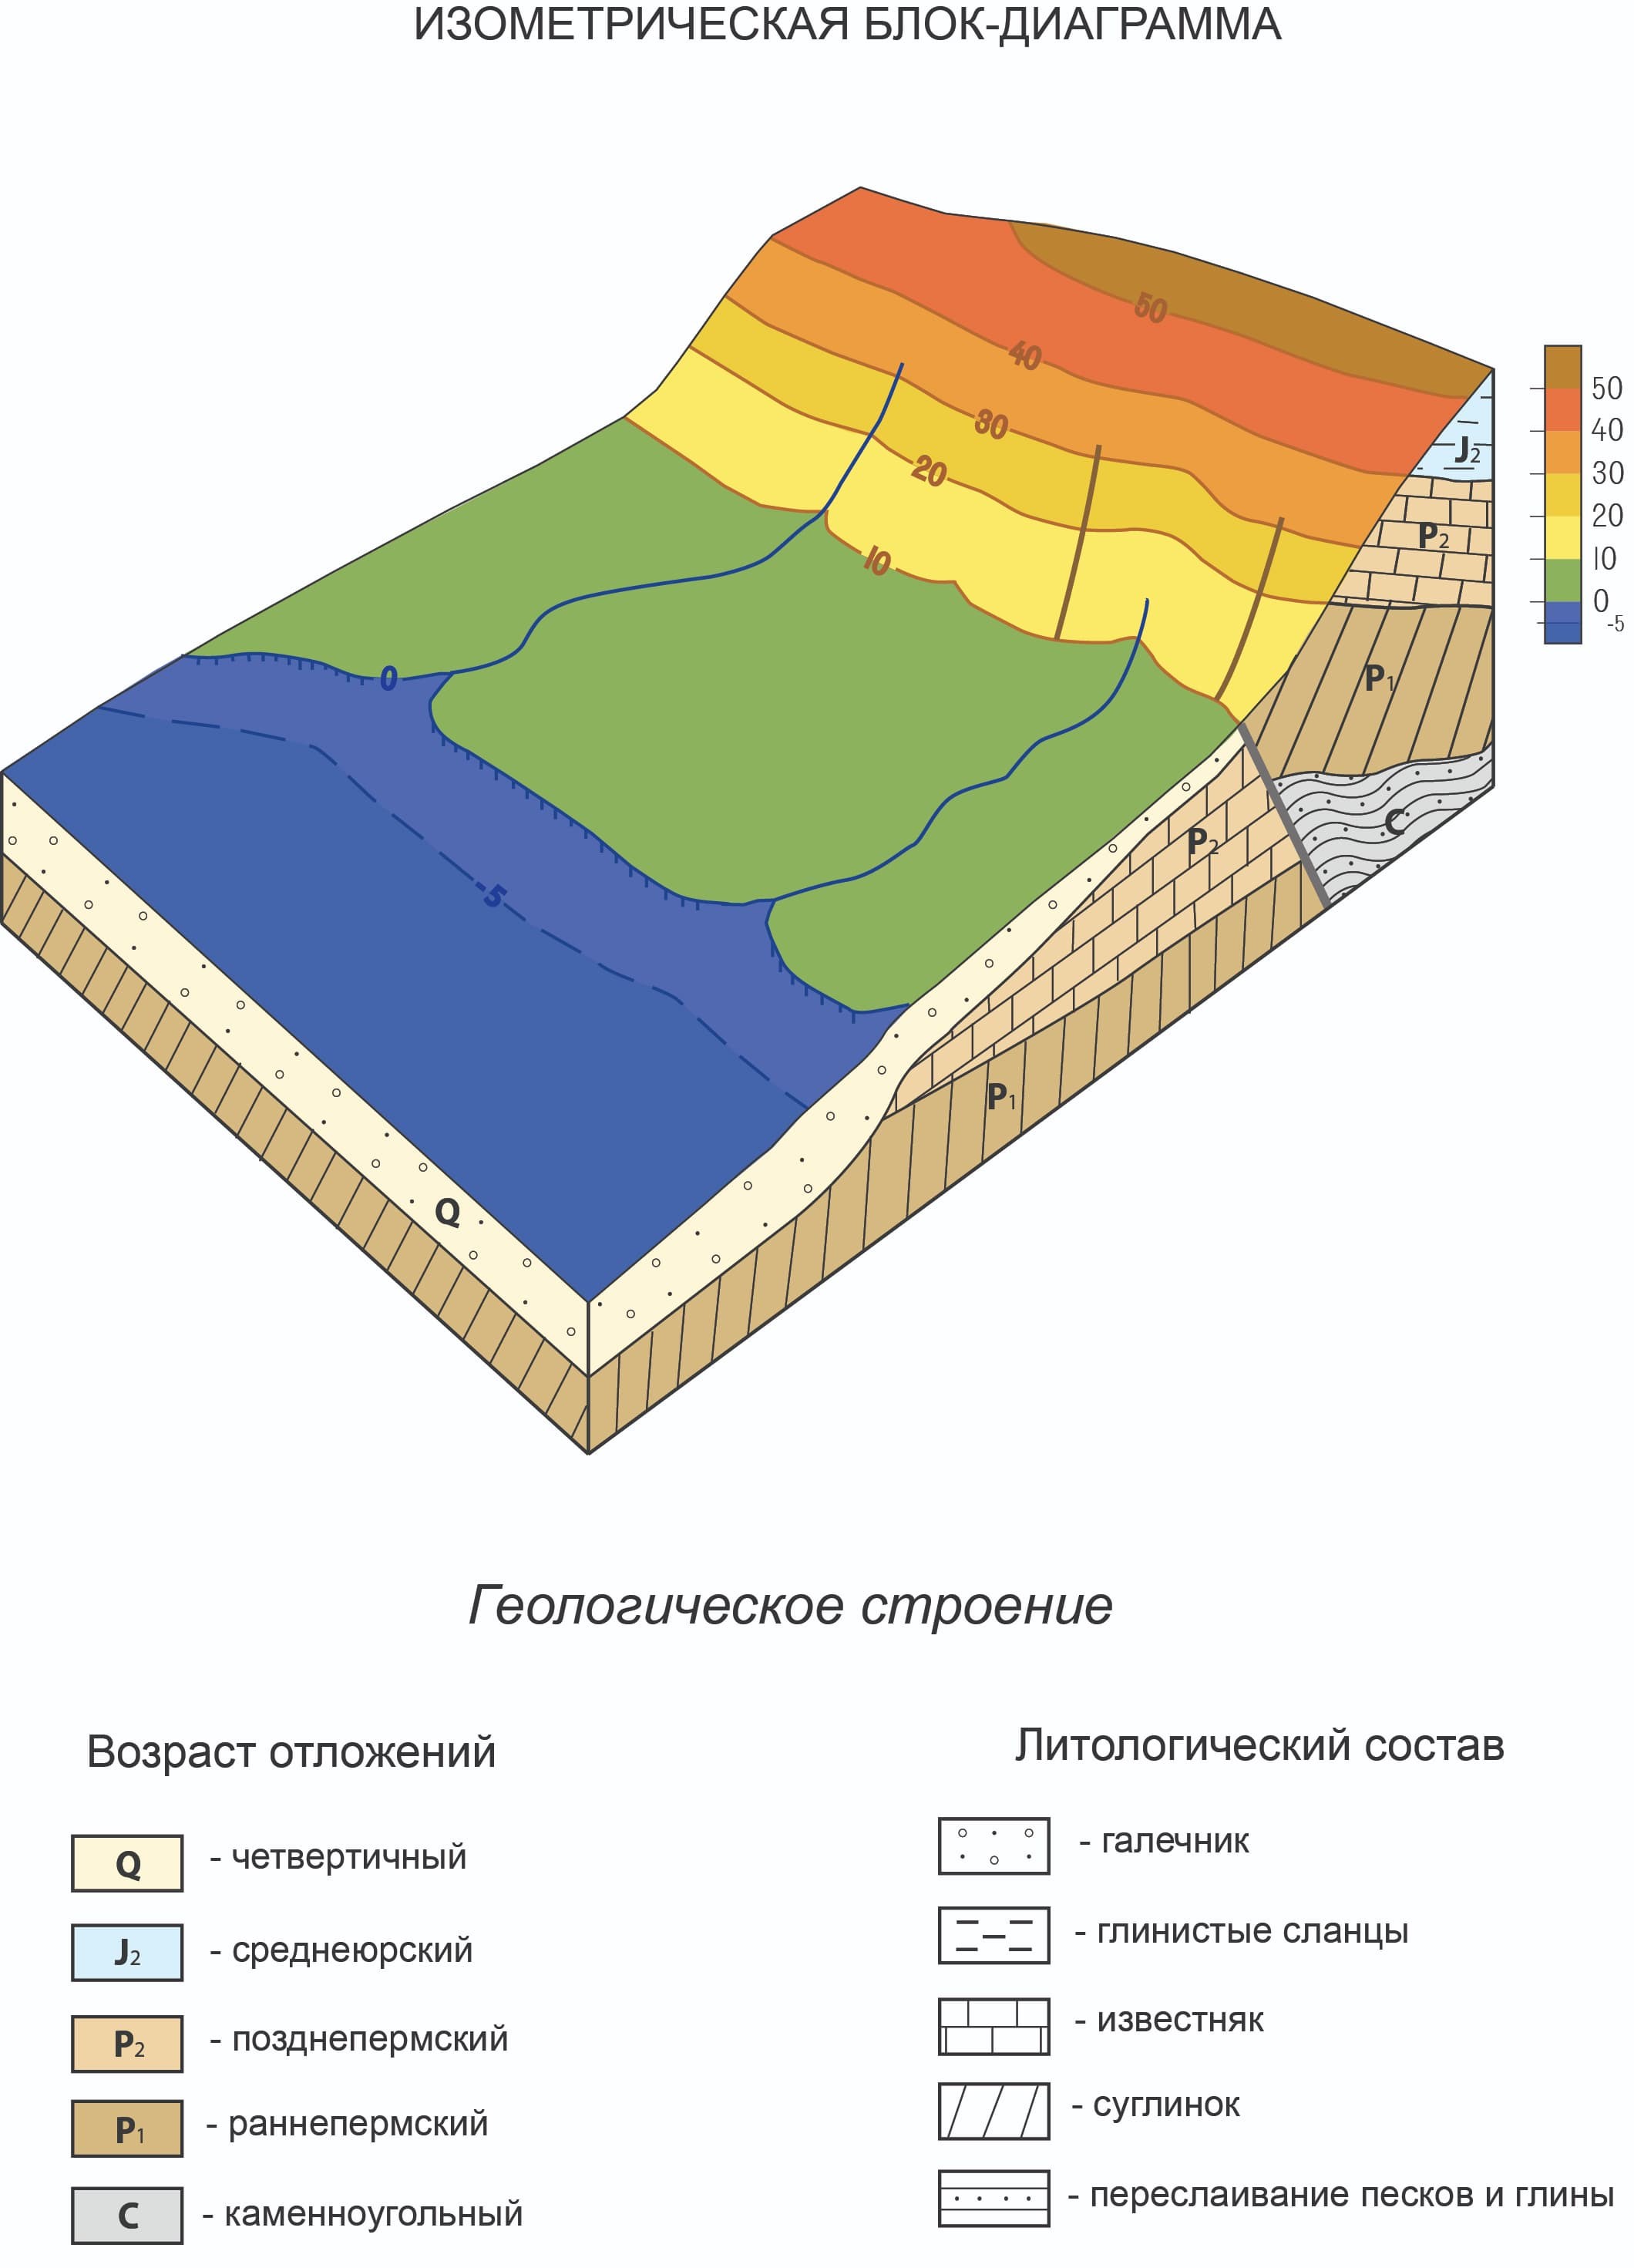 ИЗОМЕТРИЧЕСКАЯ БЛОК-ДИАГРАММА
50
40
30
20
10
0
-5
50
40
30
20
10
0
-5
J2
P2
P1
C
P2
P1
Q
Геологическое строение
Возраст отложений
Q - четвертичный
J2 - среднеюрский
P2 - позднепермский
P1 - раннепермский
C - каменноугольный
Литологический состав
- галечник
- глинистые сланцы
- известняк
- суглинок
- переслаивание песков и глины